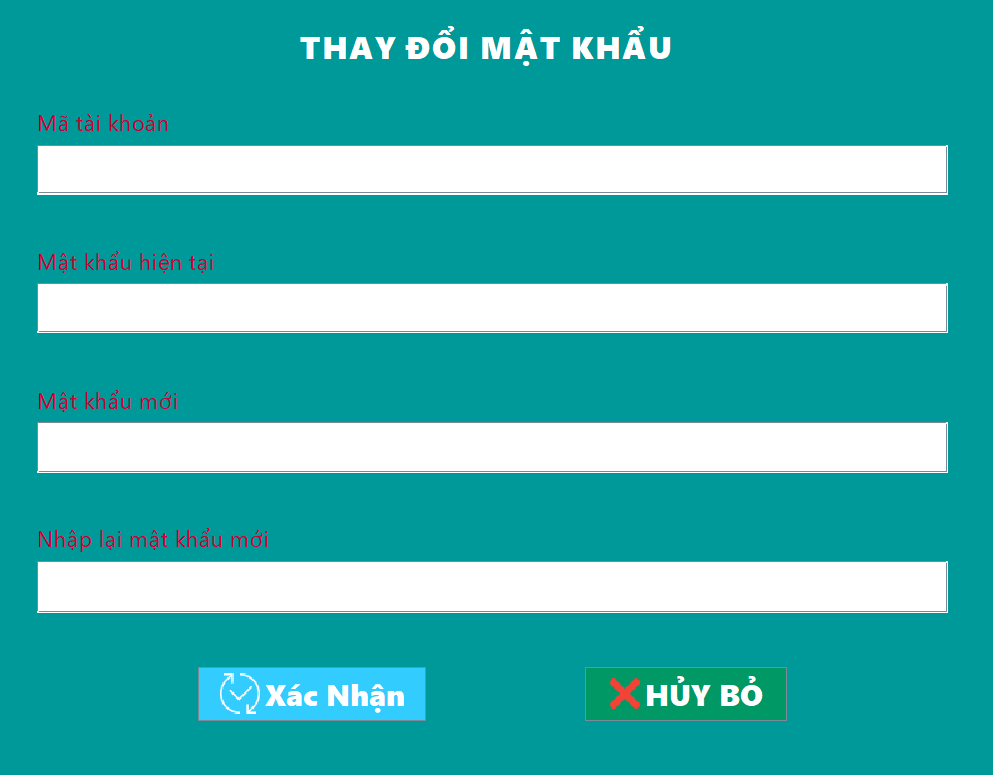 THAY ĐỔI MẬT KHẨU
Mã tài khoản
Mật khẩu hiện tại
Mật khẩu mới
Nhập lại mật khẩu mới
Xác Nhận
HỦY BỎ